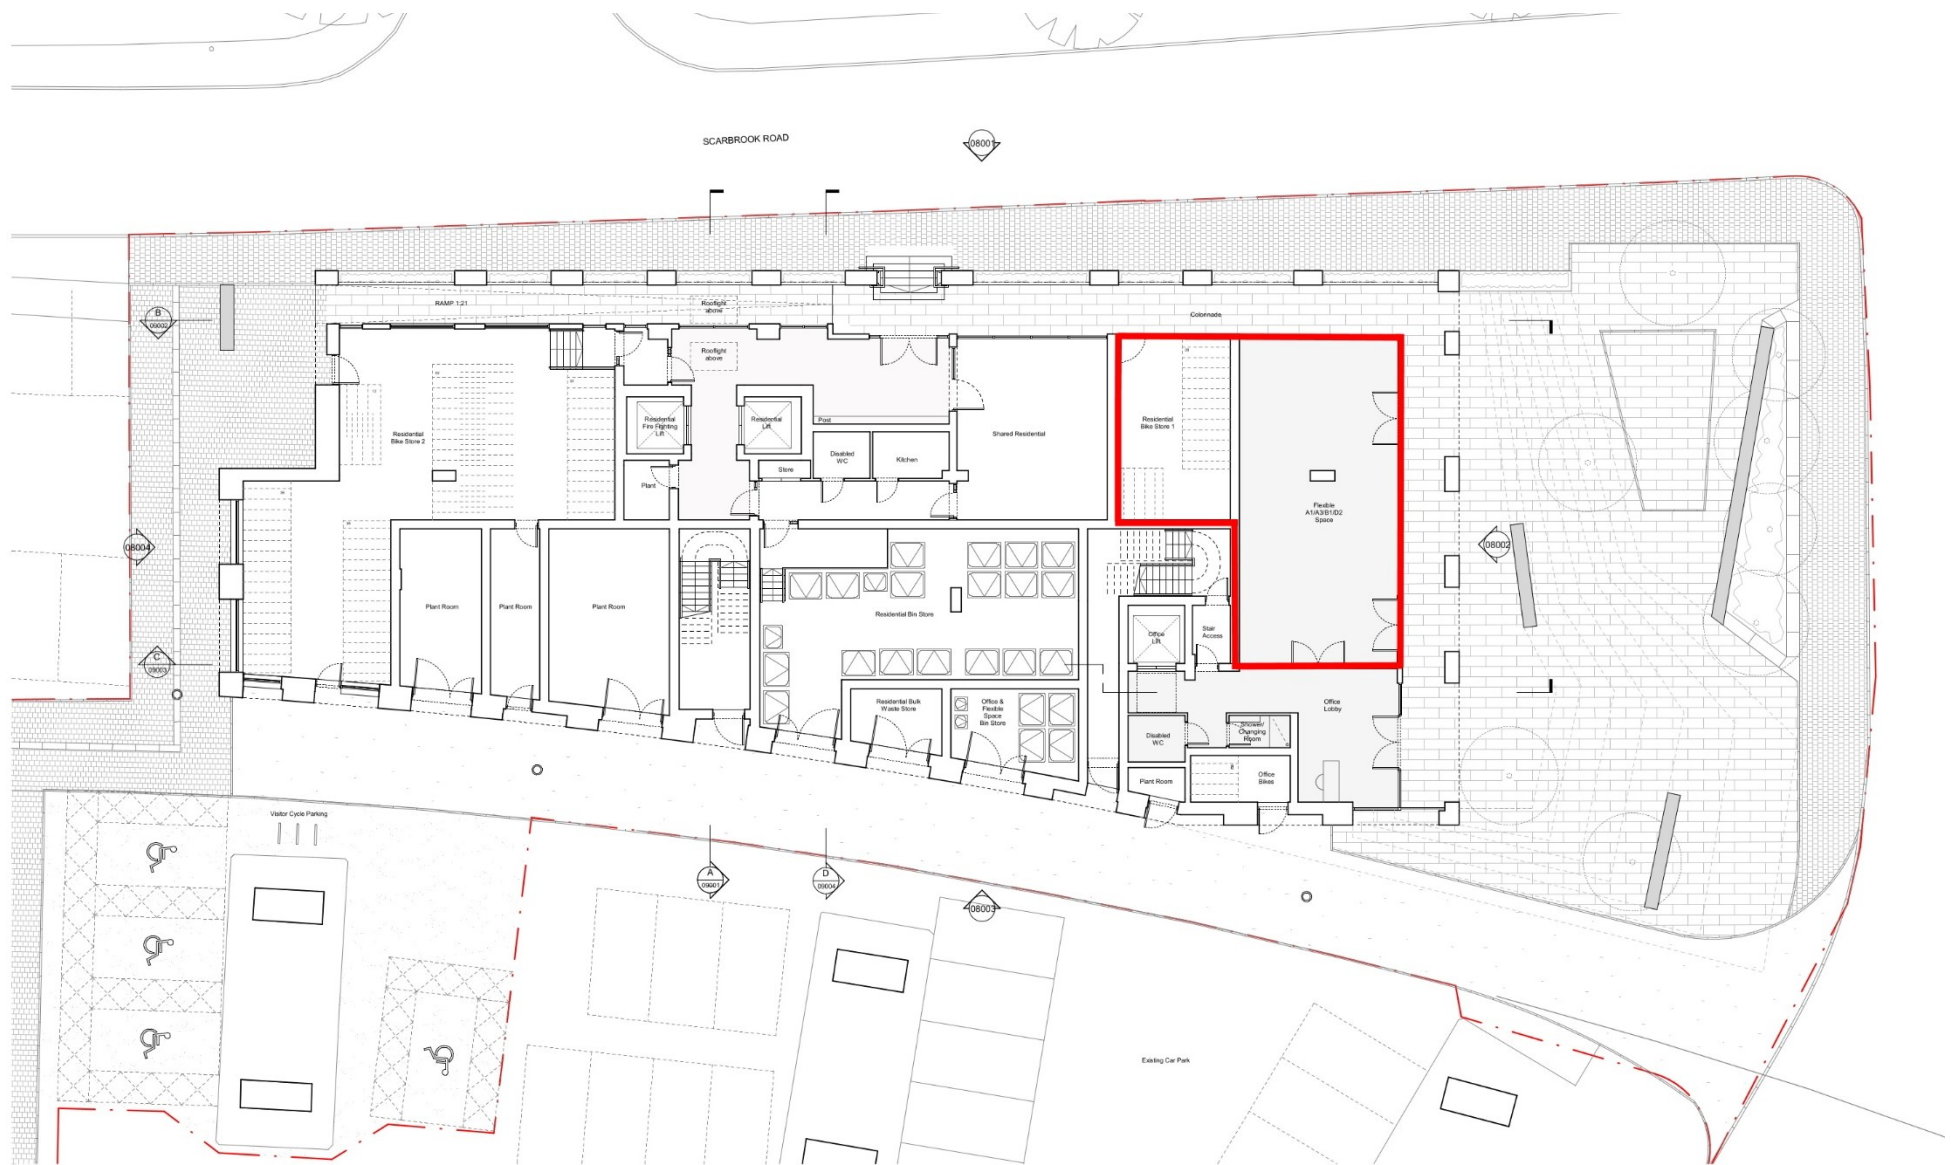 SCARBROOK ROAD
08001
RAMP 1:21
Rooflight
above
Colonnade
B
09002
Rooflight
above
Residential
Bike Store 2
Residential
Fire Fighting
Lift
Residential
Lift
Post
Shared Residential
Residential
Bike Store 1
Disabled
WC
Kitchen
Store
Plant
Flexible
A1/A3/B1/D2
Space
08004
08002
Plant Room
Plant Room
Plant Room
Residential Bin Store
Office
Lift
Stair
Access
C
09003
Residential Bulk
Waste Store
Office &
Flexible
Space
Bin Store
Office
Lobby
Disabled
WC
Shower/
Changing
Room
Plant Room
Office
Bikes
Visitor Cycle Parking
A
09001
D
09004
08003
Existing Car Park